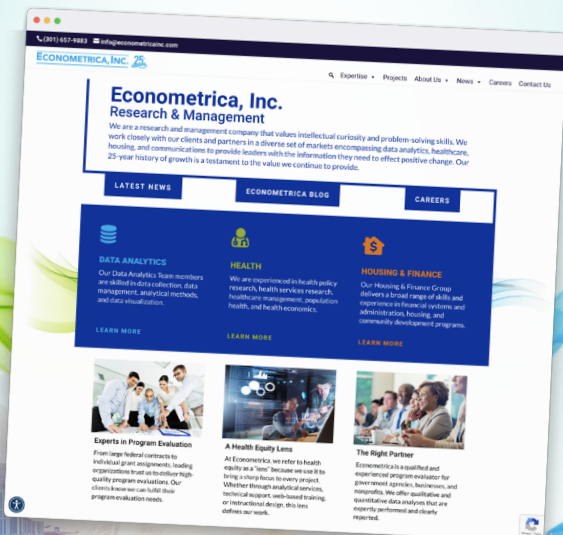 (301) 657-9883 info@econometricainc.com
ECONOMETRICA, INC. 25
Expertise Projects About Us News Careers Contact Us
Econometrica, Inc.
Research & Management
We are a research and management company that values intellectual curiosity and problem-solving skills. We
work closely with our clients and partners in a diverse set of markets encompassing data analytics, healthcare,
housing, and communications to provide leaders with the information they need to effect positive change. Our
25-year history of growth is a testament to the value we continue to provide.
LATEST NEWS
ECONOMETRICA BLOG
CAREERS
DATA ANALYTICS
Our Data Analytics Team members
are skilled in data collection, data
management, analytical methods,
and data visualization.
LEARN MORE
HEALTH
We are experienced in health policy
research, health services research,
healthcare management, population
health, and health economics.
LEARN MORE
HOUSING & FINANCE
Our Housing & Finance Group
delivers a broad range of skills and
experience in financial systems and
administration, housing, and
community development programs.
LEARN MORE
Experts in Program Evaluation
From large federal contracts to
individual grant assignments, leading
organizations trust us to deliver high-
quality program evaluations. Our
clients know we can fulfill their
program evaluation needs.
A Health Equity Lens
At Econometrica, we refer to health
equity as a "lens" because we use it to
bring a sharp focus to every project.
Whether through analytical services,
technical support, web-based training,
or instructional design, this lens
defines our work.
The Right Partner
Econometrica is a qualified and
experienced program evaluator for
government agencies, businesses, and
nonprofits. We offer qualitative and
quantitative data analyses that are
expertly performed and clearly
reported.